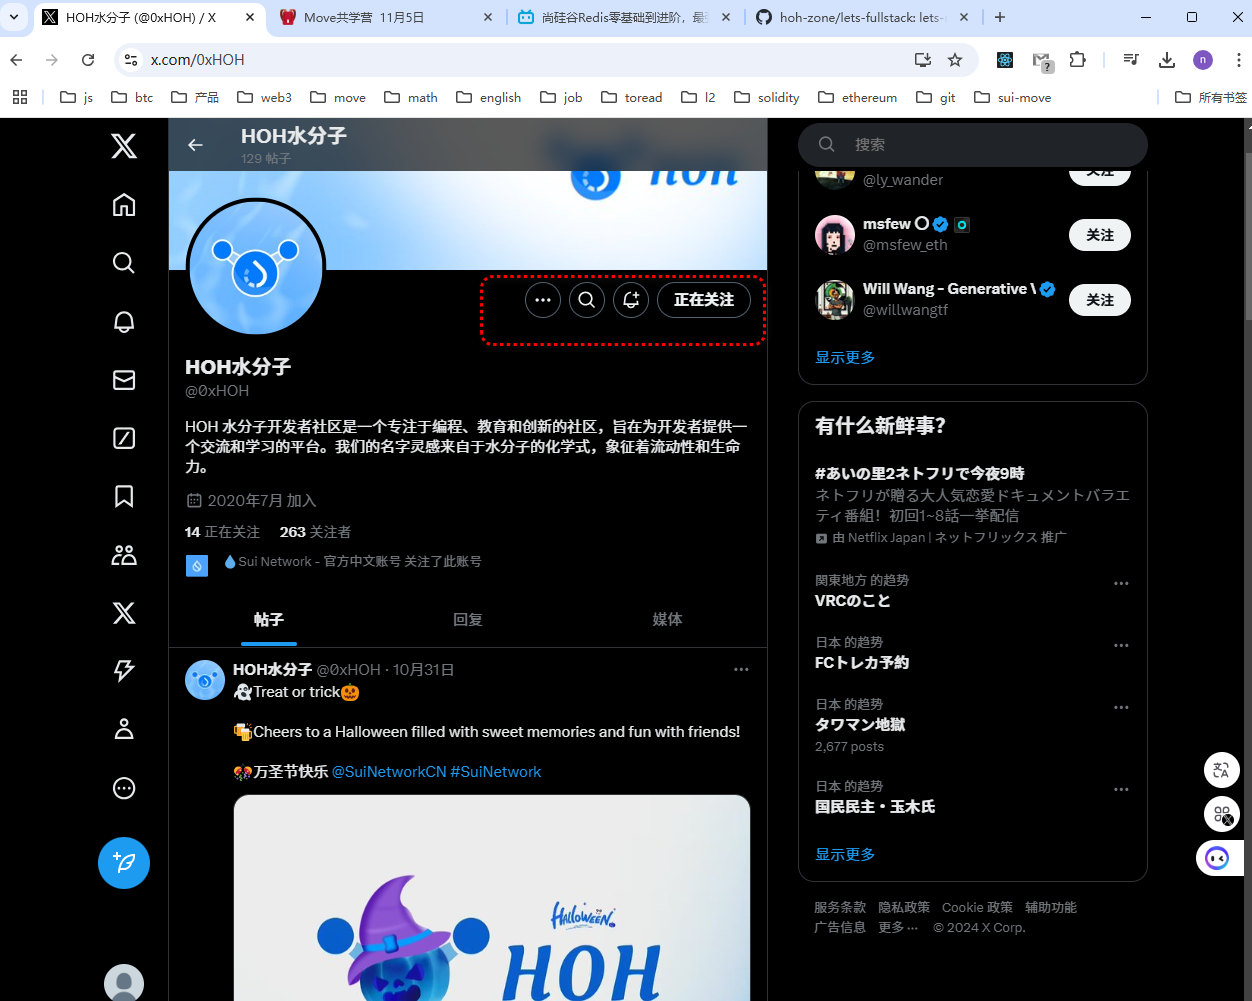 HOH水分子 (@0xHOH) / X
Move共学营 11月5日
尚硅谷Redis零基础到进阶，最
hoh-zone/lets-fullstack: lets-
x.com/0xHOH
n
js
btc
产品
web3
move
math
english
job
toread
l2
solidity
ethereum
git
sui-move
所有书签
HOH水分子
129 帖子
HOH
正在关注
HOH水分子
@0xHOH
HOH 水分子开发者社区是一个专注于编程、教育和创新的社区，旨在为开发者提供一
个交流和学习的平台。我们的名字灵感来自于水分子的化学式，象征着流动性和生命
力。
2020年7月 加入
14 正在关注 263 关注者
💧Sui Network - 官方中文账号 关注了此账号
帖子
回复
媒体
HOH水分子 @0xHOH · 10月31日
👻Treat or trick🎃
🍻Cheers to a Halloween filled with sweet memories and fun with friends!
🎊万圣节快乐 @SuiNetworkCN #SuiNetwork
HALLOWEEN
HOH
搜索
@ly_wander
关注
msfew
@msfew_eth
关注
Will Wang - Generative \
@willwangtf
关注
显示更多
有什么新鲜事?
#あいの里2ネトフリで今夜9時
ネトフリが贈る大人気恋愛ドキュメントバラエ
ティ番組！初回1~8話一挙配信
由 Netflix Japan | ネットフリックス 推广
関東地方 的趋势
VRCのこと
日本 的趋势
FCトレカ予約
日本 的趋势
タワマン地獄
2,677 posts
日本 的趋势
国民民主・玉木氏
显示更多
服务条款 隐私政策 Cookie 政策 辅助功能
广告信息 更多 ··· © 2024 X Corp.